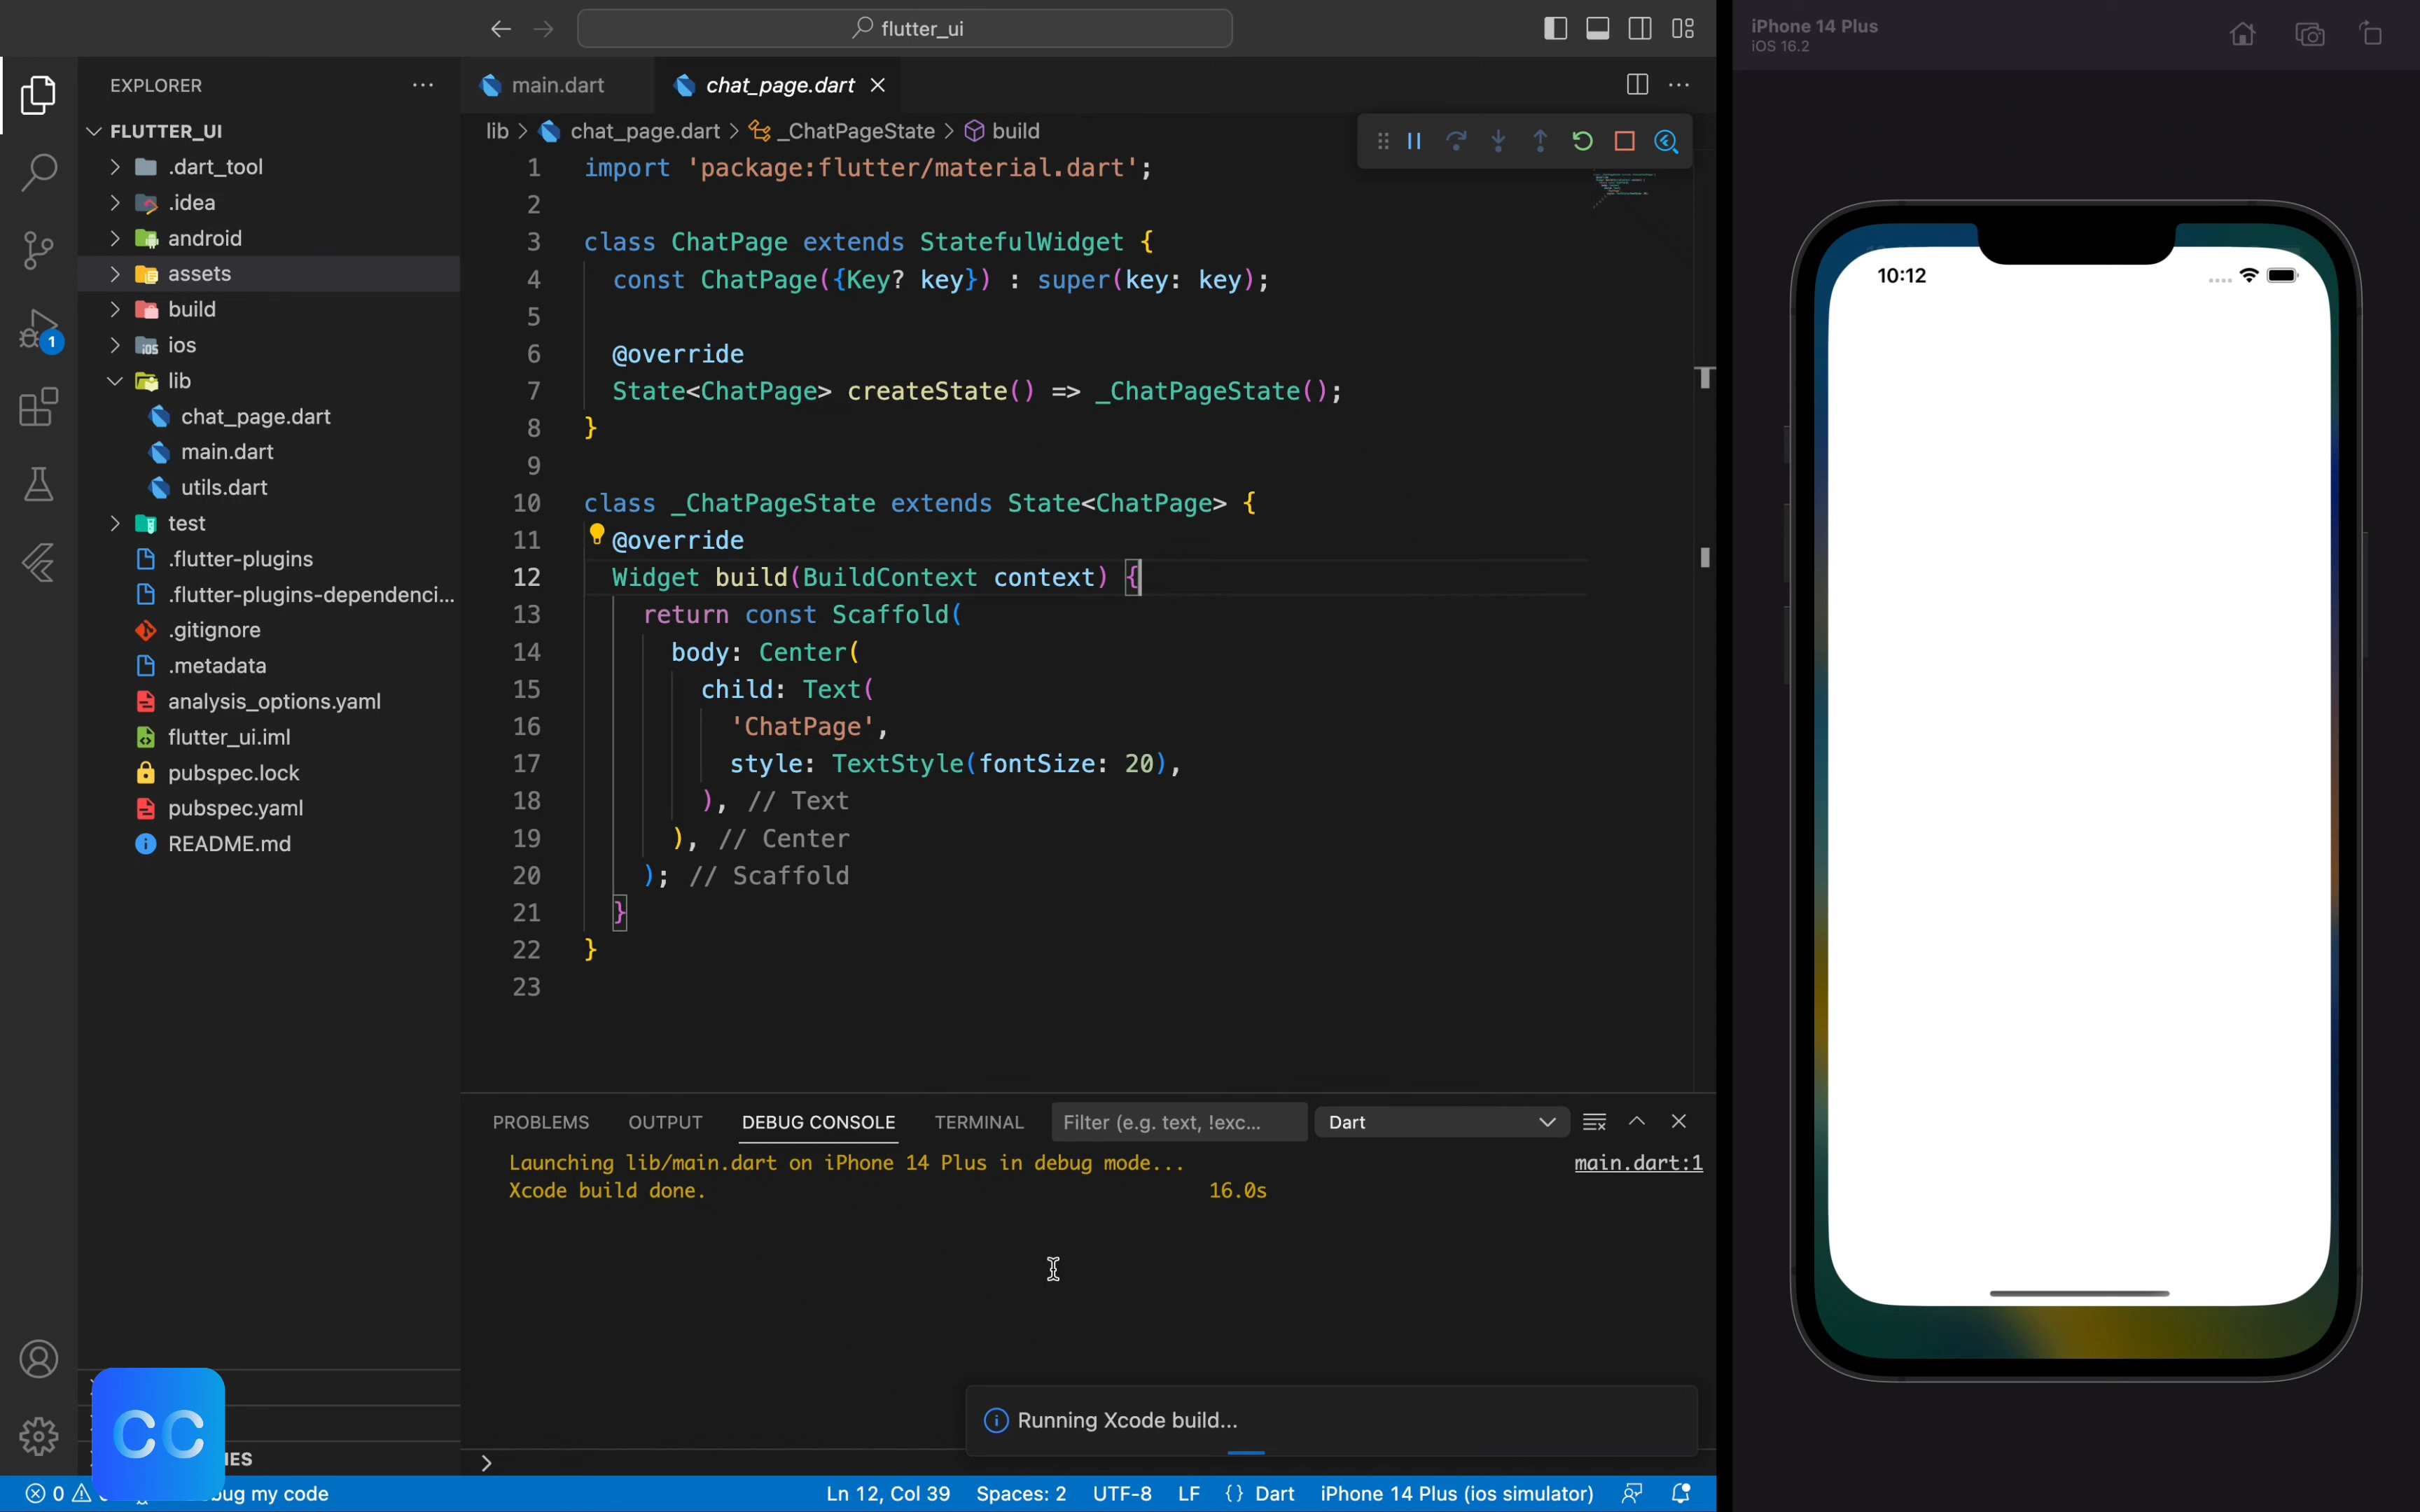 flutter_ui
iPhone 14 Plus
iOS 16.2
EXPLORER
main.dart
chat_page.dart
FLUTTER_UI
.dart_tool
.idea
android
assets
build
ios
lib
chat_page.dart
main.dart
utils.dart
test
.flutter-plugins
.flutter-plugins-dependenci...
.gitignore
.metadata
analysis_options.yaml
flutter_ui.iml
pubspec.lock
pubspec.yaml
README.md
1
lib > chat_page.dart > _ChatPageState > build
1 import 'package:flutter/material.dart';
2
3 class ChatPage extends StatefulWidget {
4 const ChatPage({Key? key}) : super(key: key);
5
6 @override
7 State<ChatPage> createState() => _ChatPageState();
8 }
9
10 class _ChatPageState extends State<ChatPage> {
11 @override
12 Widget build(BuildContext context) {
13 return const Scaffold(
14 body: Center(
15 child: Text(
16 'ChatPage',
17 style: TextStyle(fontSize: 20),
18 ), // Text
19 ), // Center
20 ); // Scaffold
21 }
22 }
23
10:12
PROBLEMS OUTPUT DEBUG CONSOLE TERMINAL Filter (e.g. text, !exc... Dart
Launching lib/main.dart on iPhone 14 Plus in debug mode... main.dart:1
Xcode build done. 16.0s
Running Xcode build...
CC
IES
0
bug my code
Ln 12, Col 39 Spaces: 2 UTF-8 LF {} Dart iPhone 14 Plus (ios simulator)